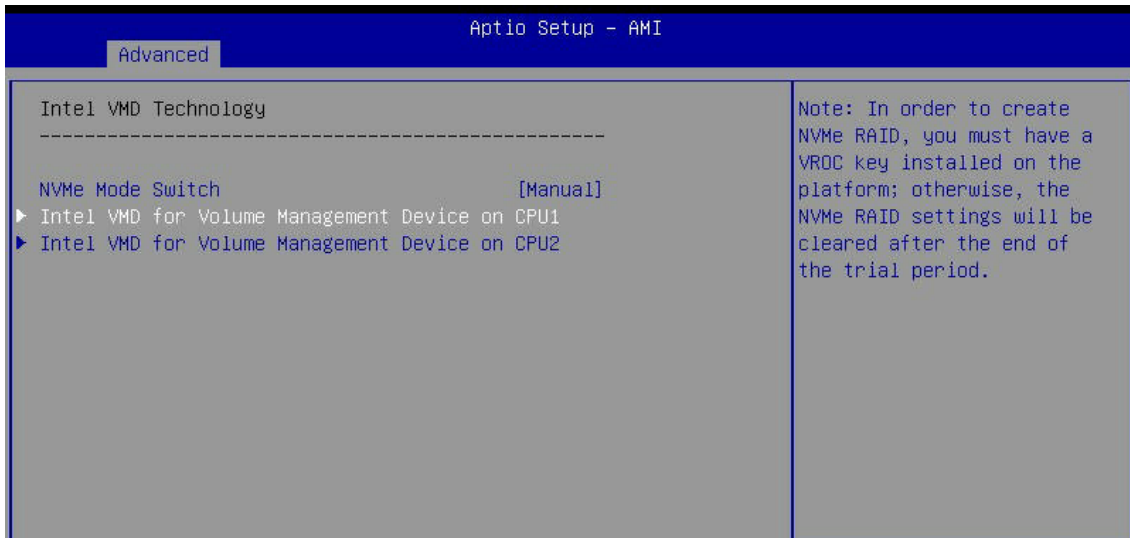 Aptio Setup – AMI
Advanced
Intel VMD Technology
--------------------------------------------------
NVMe Mode Switch [Manual]
Intel VMD for Volume Management Device on CPU1
Intel VMD for Volume Management Device on CPU2
Note: In order to create
NVMe RAID, you must have a
VROC key installed on the
platform; otherwise, the
NVMe RAID settings will be
cleared after the end of
the trial period.